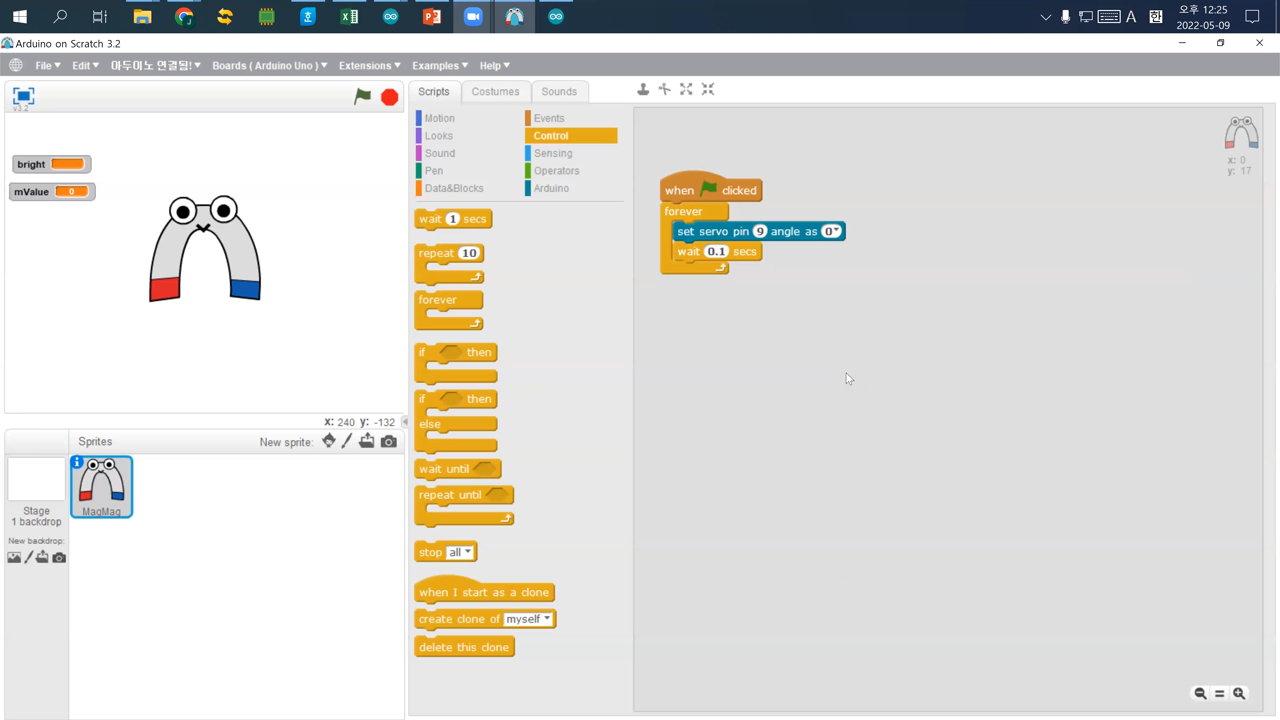 오후 12:25
2022-05-09
A 한
Arduino on Scratch 3.2
File Edit 아두이노 연결됨! Boards ( Arduino Uno ) Extensions Examples Help
v3.2
bright
mValue 0
x: 240 y: -132
Sprites New sprite:
Stage
1 backdrop
New backdrop:
MagMag
Scripts Costumes Sounds
Motion Events
Looks Control
Sound Sensing
Pen Operators
Data&Blocks Arduino
wait 1 secs
repeat 10
forever
if then
if then
else
wait until
repeat until
stop all
when I start as a clone
create clone of myself
delete this clone
when clicked
forever
set servo pin 9 angle as 0
wait 0.1 secs
x: 0
y: 17